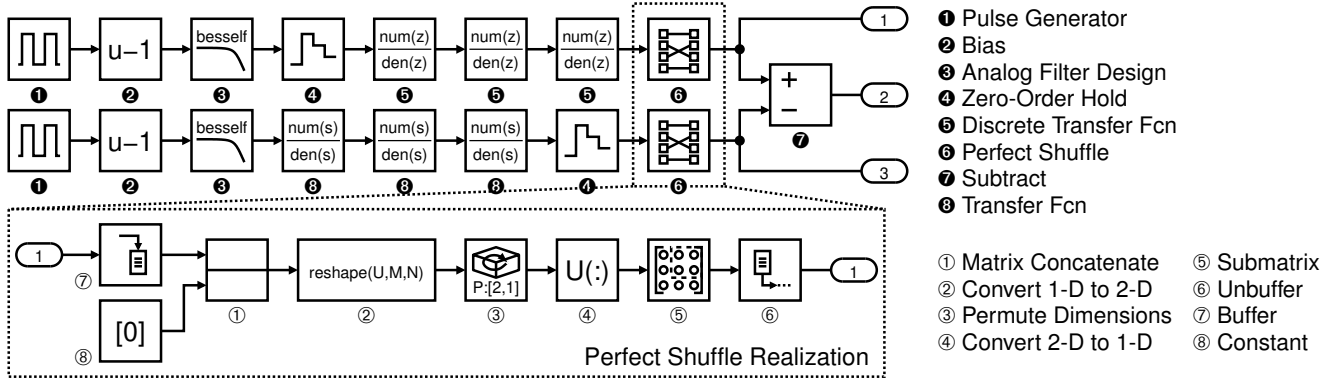 besself num(z) num(z) num(z) 1
u−1 den(z) den(z) den(z)
❶ ❷ ❸ ❹ ❺ ❺ ❺ ❻
+ − 2
❼
besself num(s) num(s) num(s)
u−1 den(s) den(s) den(s)
3
❶ ❷ ❸ ❽ ❽ ❽ ❹ ❻
1 reshape(U,M,N) P:[2,1] U(:) 1
⑦ ① ② ③ ④ ⑤ ⑥
[0]
⑧
Perfect Shuffle Realization
❶ Pulse Generator
❷ Bias
❸ Analog Filter Design
❹ Zero-Order Hold
❺ Discrete Transfer Fcn
❻ Perfect Shuffle
❼ Subtract
❽ Transfer Fcn
① Matrix Concatenate ⑤ Submatrix
② Convert 1-D to 2-D ⑥ Unbuffer
③ Permute Dimensions ⑦ Buffer
④ Convert 2-D to 1-D ⑧ Constant